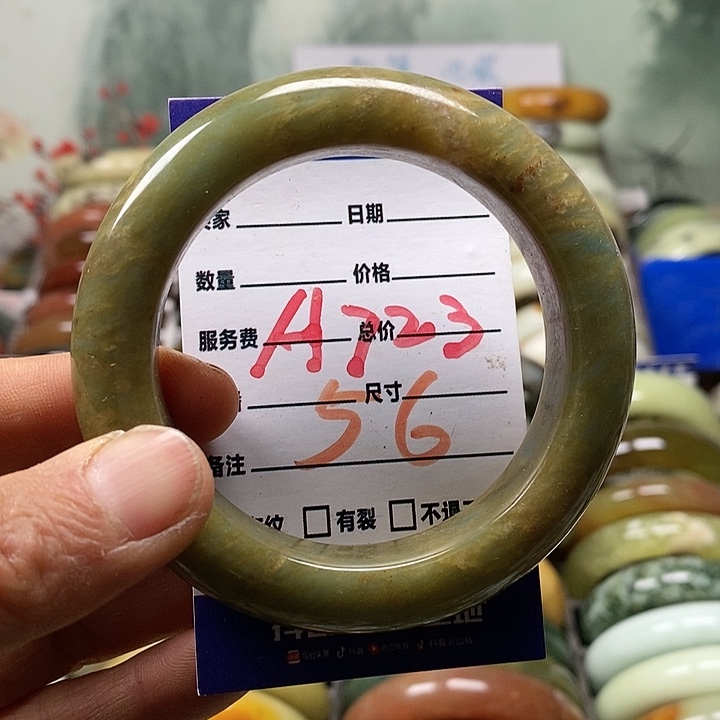 家 日期
数量 价格
服务费 总价
A723
尺寸
56
备注
纹 有裂 不退